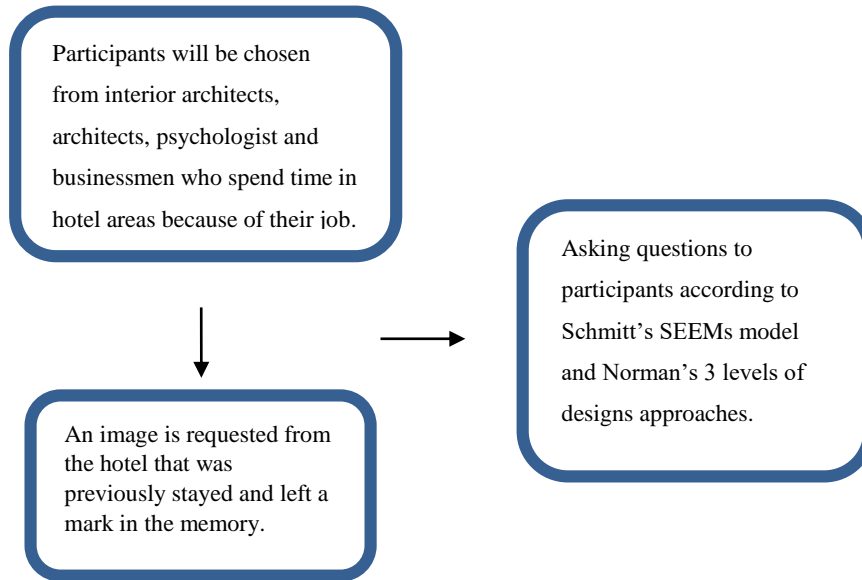 Participants will be chosen
from interior architects,
architects, psychologist and
businessmen who spend time in
hotel areas because of their job.
An image is requested from
the hotel that was
previously stayed and left a
mark in the memory.
Asking questions to
participants according to
Schmitt’s SEEMs model
and Norman’s 3 levels of
designs approaches.